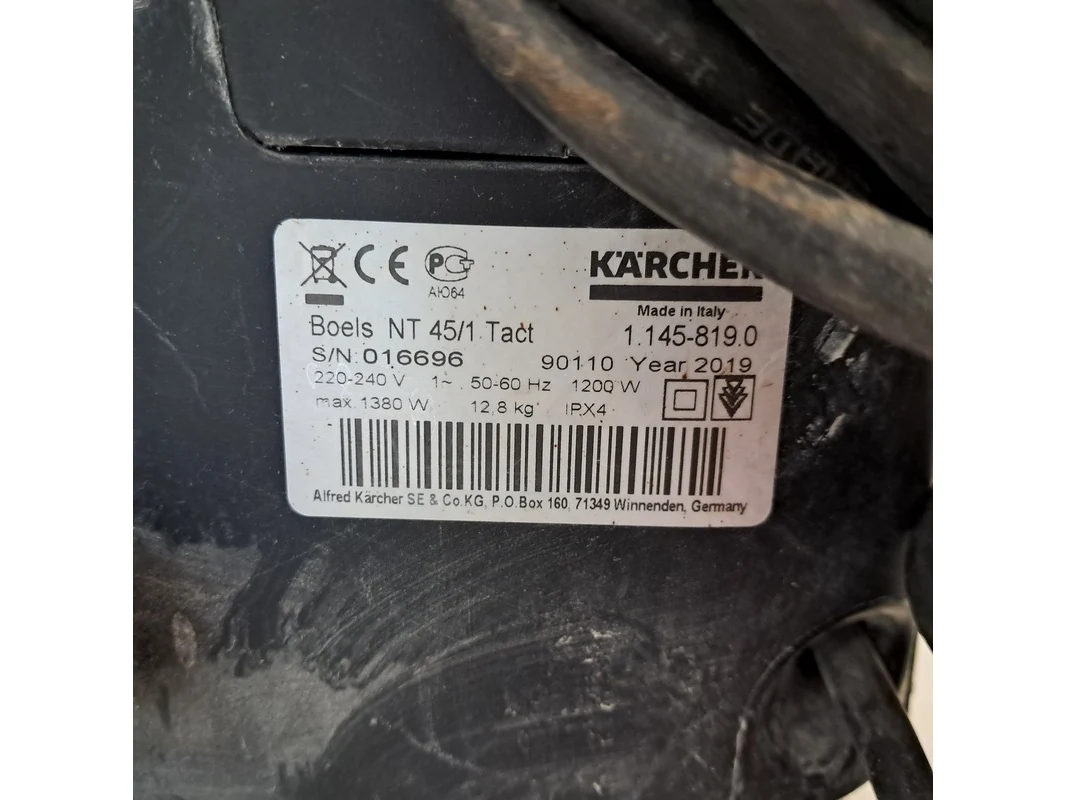 CE
АЮ64
KÄRCHER
Made in Italy
Boels NT 45/1 Tact
1.145-819.0
S/N: 016696
90110 Year 2019
220-240 V 1~ 50-60 Hz 1200 W
max. 1380 W 12,8 kg IPX4
Alfred Kärcher SE & Co.KG, P.O.Box 160, 71349 Winnenden, Germany